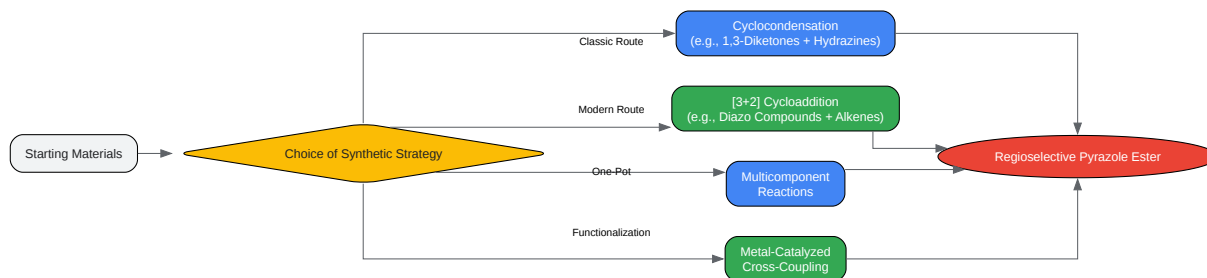 Starting Materials
Choice of Synthetic Strategy
Classic Route
Cyclocondensation
(e.g., 1,3-Diketones + Hydrazines)
Modern Route
[3+2] Cycloaddition
(e.g., Diazo Compounds + Alkenes)
One-Pot
Multicomponent
Reactions
Functionalization
Metal-Catalyzed
Cross-Coupling
Regioselective Pyrazole Ester